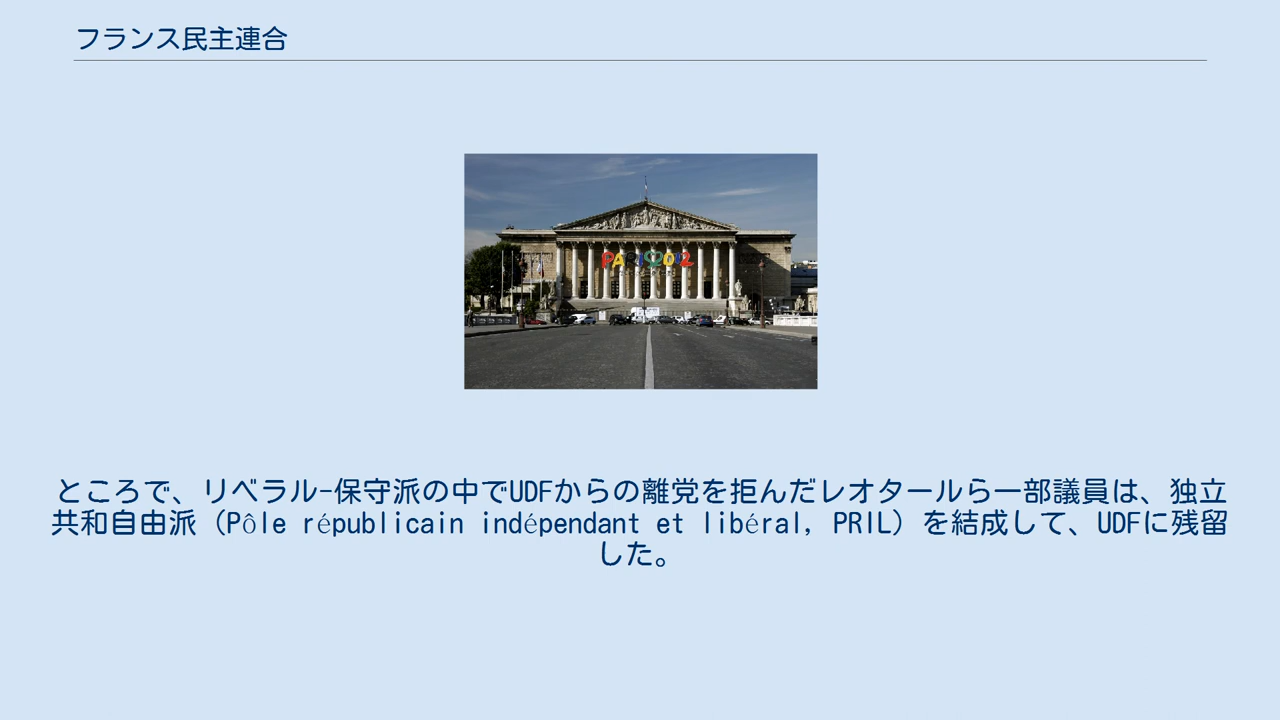 フランス民主連合
PARIS2012
ところで、リベラル-保守派の中でUDFからの離党を拒んだレオタールら一部議員は、独立
共和自由派（Pôle républicain indépendant et libéral, PRIL）を結成して、UDFに残留
した。